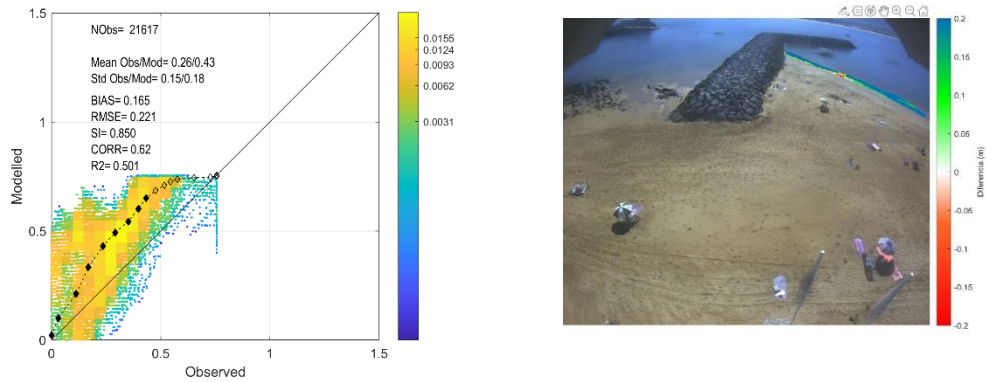 1.5
1
0.5
0
0
0.5
1
1.5
Modelled
Observed
NObs= 21617
Mean Obs/Mod= 0.26/0.43
Std Obs/Mod= 0.15/0.18
BIAS= 0.165
RMSE= 0.221
SI= 0.850
CORR= 0.62
R2= 0.501
0.0155
0.0124
0.0093
0.0062
0.0031
0.2
0.15
0.1
0.05
0
-0.05
-0.1
-0.15
-0.2
Diferencia (m)